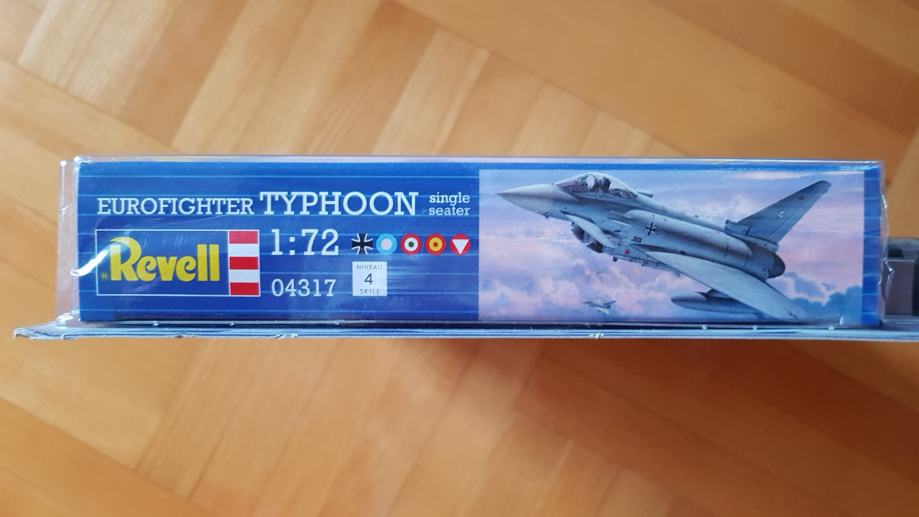 EUROFIGHTER TYPHOON single seater
Revell
1:72
04317
NIVEAU
4
SKILL